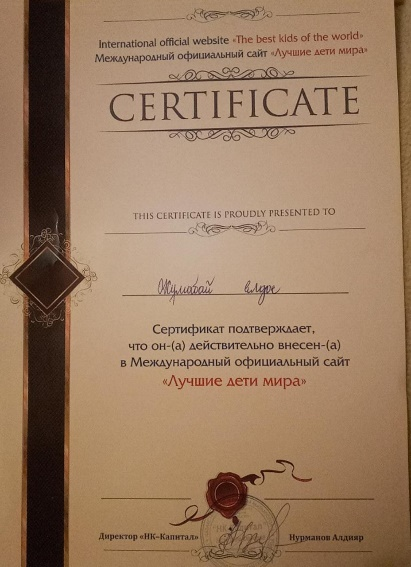 International official website «The best kids of the world»
Международный официальный сайт «Лучшие дети мира»
CERTIFICATE
THIS CERTIFICATE IS PROUDLY PRESENTED TO
Жумабай
Сертификат подтверждает,
что он-(а) действительно внесен-(а)
в Международный официальный сайт
«Лучшие дети мира»
Директор «НК-Капитал»
Нурманов Алдияр